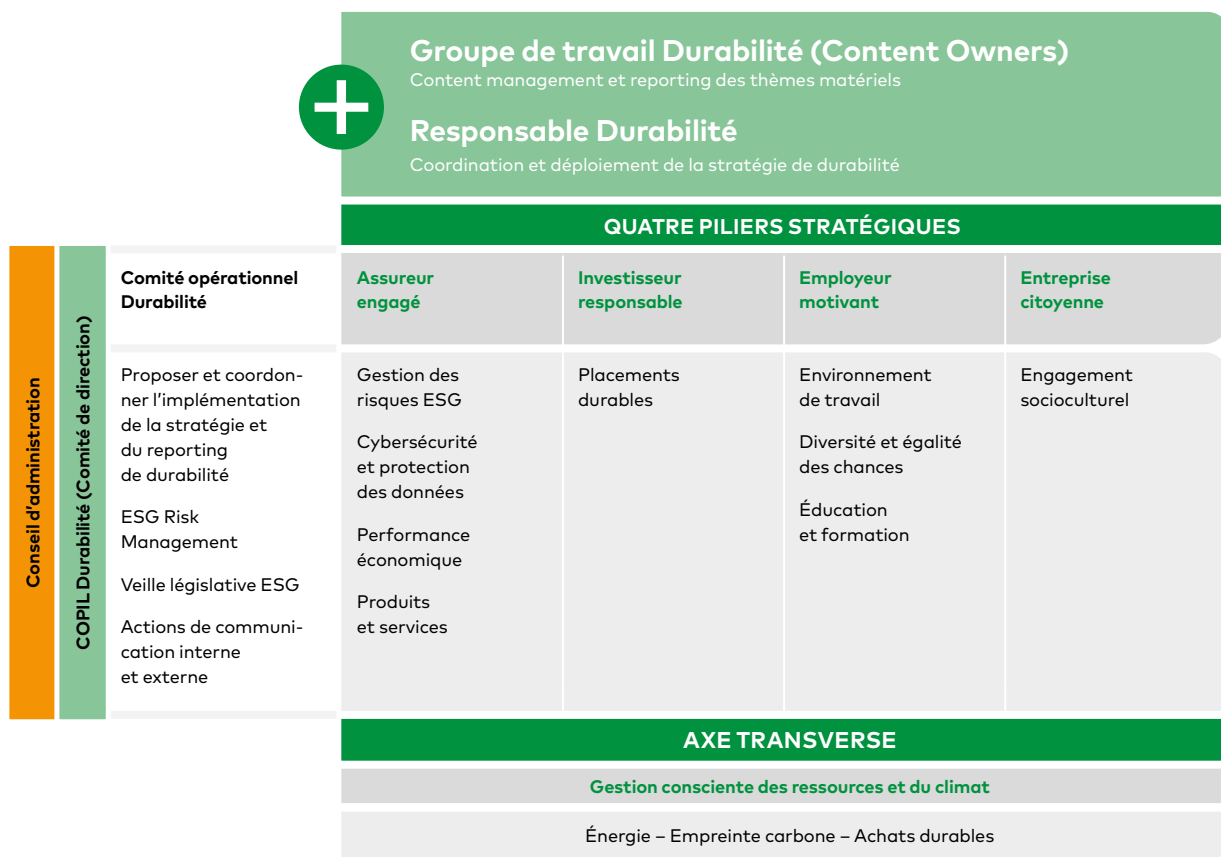 Groupe de travail Durabilité (Content Owners)
Content management et reporting des thèmes matériels
Responsable Durabilité
Coordination et déploiement de la stratégie de durabilité
QUATRE PILIERS STRATÉGIQUES
Conseil d'administration
COPIL Durabilité (Comité de direction)
Comité opérationnel
Durabilité
Proposer et coordon-
ner l'implémentation
de la stratégie et
du reporting
de durabilité
ESG Risk
Management
Veille législative ESG
Actions de communi-
cation interne
et externe
Assureur
engagé
Gestion des
risques ESG
Cybersécurité
et protection
des données
Performance
économique
Produits
et services
Investisseur
responsable
Placements
durables
Employeur
motivant
Environnement
de travail
Diversité et égalité
des chances
Éducation
et formation
Entreprise
citoyenne
Engagement
socioculturel
AXE TRANSVERSE
Gestion consciente des ressources et du climat
Énergie – Empreinte carbone – Achats durables